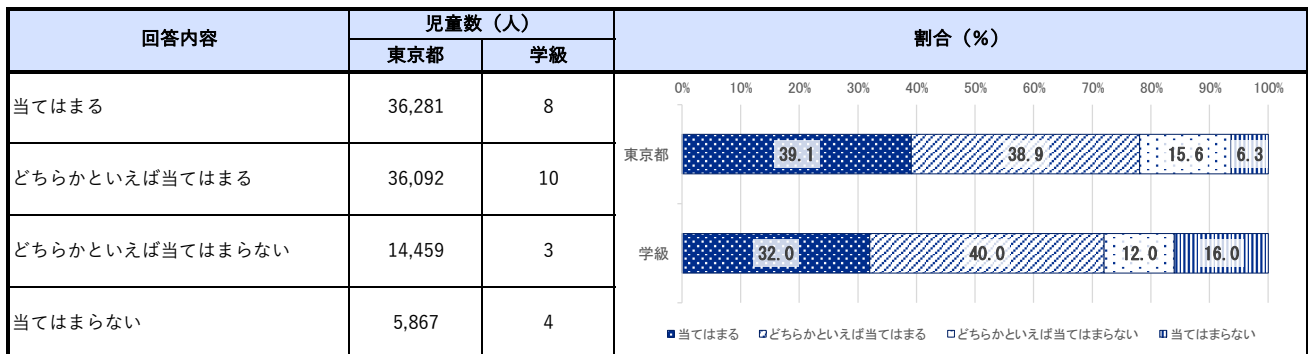 回答内容 児童数（人） 割合（％）
東京都 学級
当てはまる 36,281 8
どちらかといえば当てはまる 36,092 10
どちらかといえば当てはまらない 14,459 3
当てはまらない 5,867 4
0% 10% 20% 30% 40% 50% 60% 70% 80% 90% 100%
東京都 39.1 38.9 15.6 6.3
学級 32.0 40.0 12.0 16.0
当てはまる どちらかといえば当てはまる どちらかといえば当てはまらない 当てはまらない